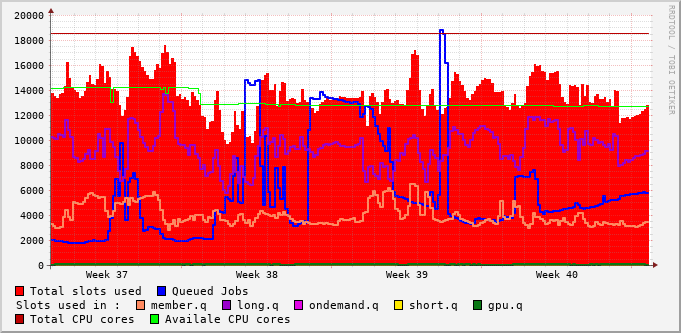 20000
18000
16000
14000
12000
10000
8000
6000
4000
2000
0
Week 37 Week 38 Week 39 Week 40
RRDTOOL / TOBI OETIKER
Total slots used Queued Jobs
Slots used in : member.q long.q ondemand.q short.q gpu.q
Total CPU cores Availale CPU cores